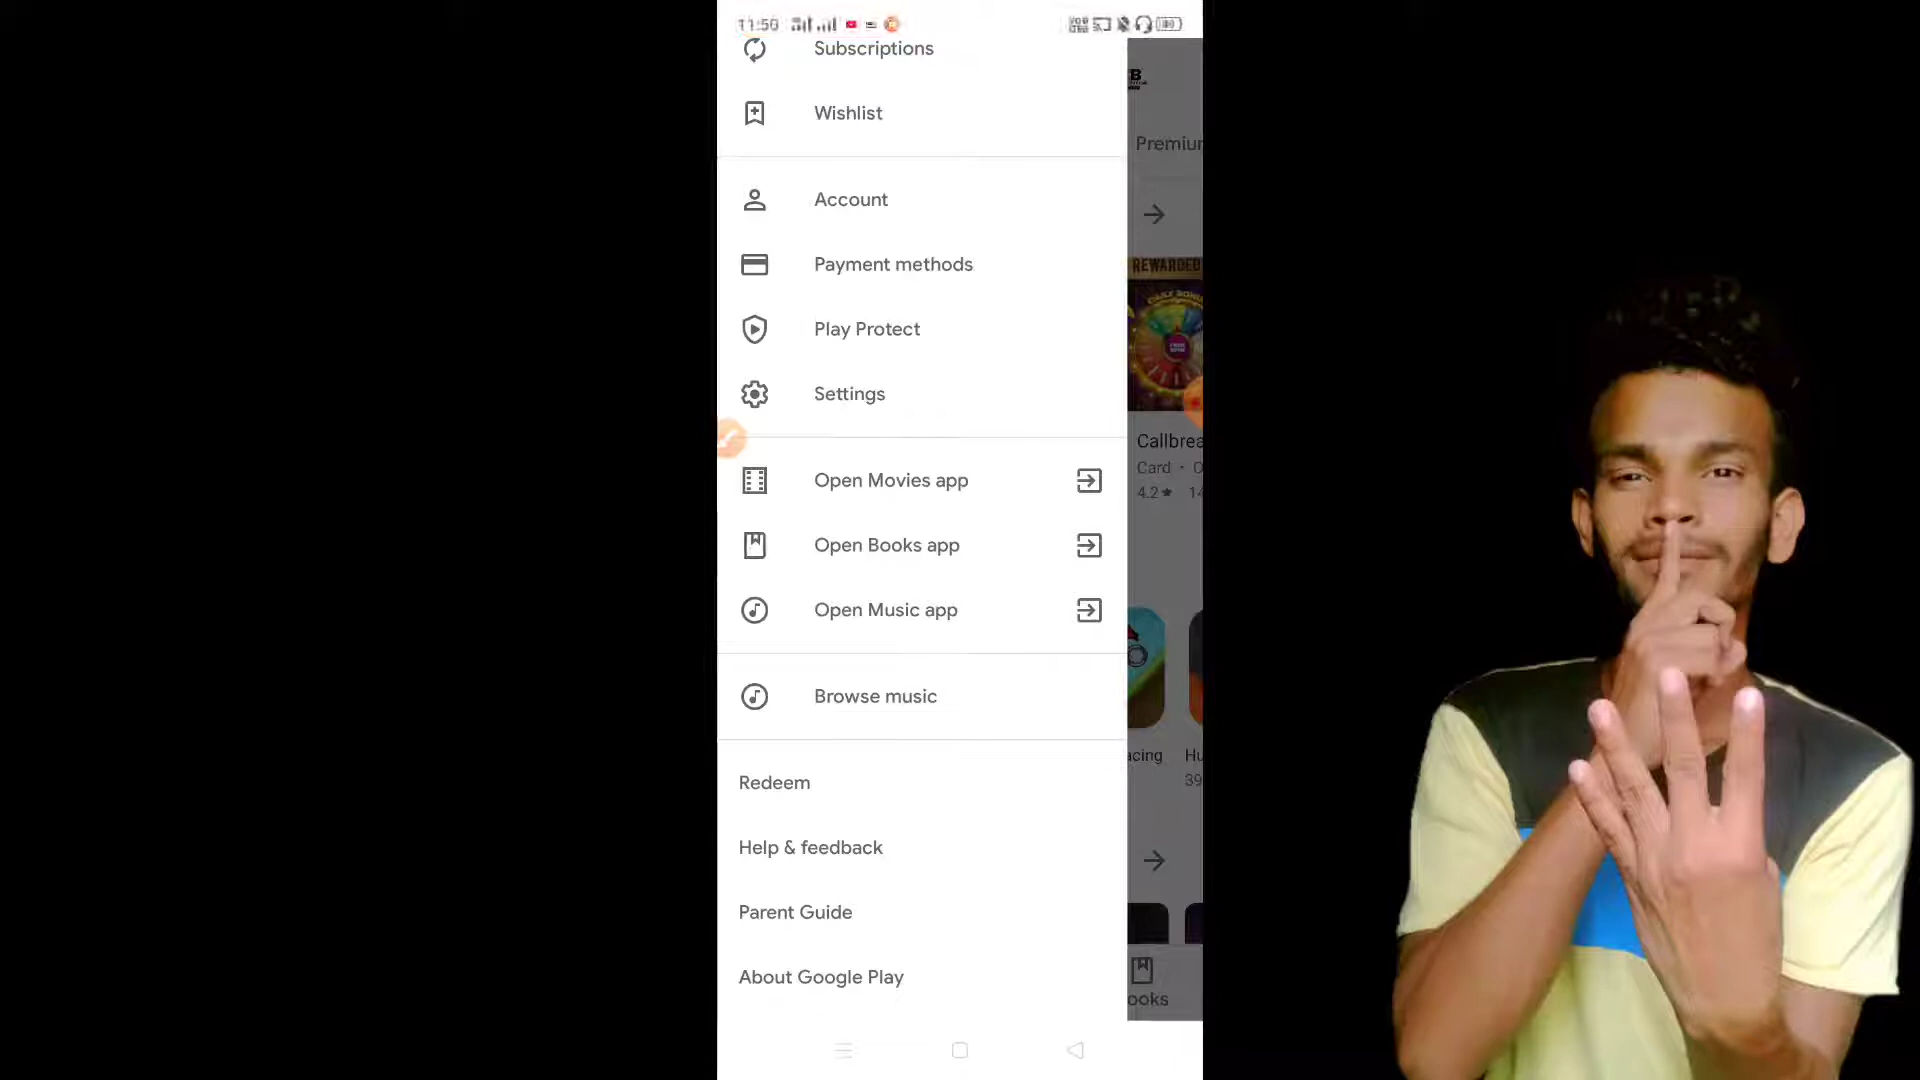 11:50
Subscriptions
Wishlist
Premiu
Account
Payment methods
REWARDED
Play Protect
Settings
Callbrea
Card · O
4.2★ 14
Open Movies app
Open Books app
Open Music app
Browse music
acing Hu
39
Redeem
Help & feedback
Parent Guide
About Google Play
ooks